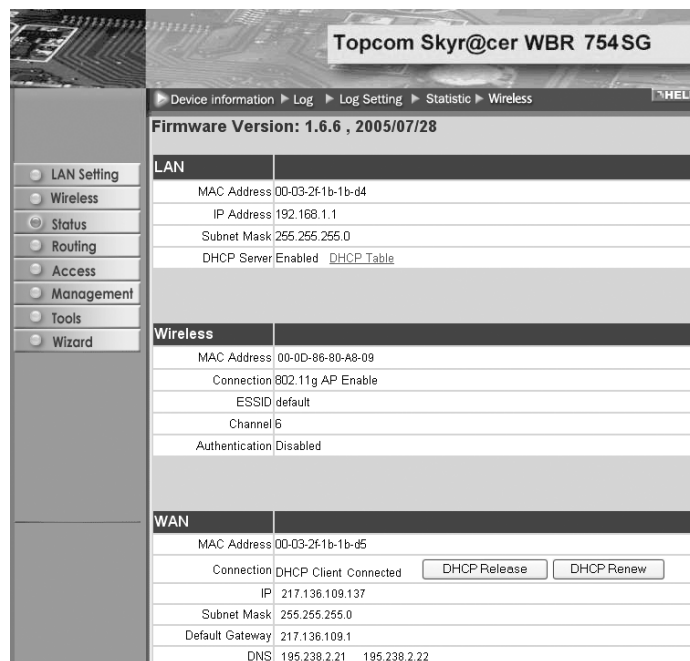 Topcom Skyr@cer WBR 754SG
Device information Log Log Setting Statistic Wireless
Firmware Version: 1.6.6 , 2005/07/28
LAN Setting
Wireless
Status
Routing
Access
Management
Tools
Wizard
LAN
MAC Address 00-03-2f-1b-1b-d4
IP Address 192.168.1.1
Subnet Mask 255.255.255.0
DHCP Server Enabled DHCP Table
Wireless
MAC Address 00-0D-86-80-A8-09
Connection 802.11g AP Enable
ESSID default
Channel 6
Authentication Disabled
WAN
MAC Address 00-03-2f-1b-1b-d5
Connection DHCP Client Connected DHCP Release DHCP Renew
IP 217.136.109.137
Subnet Mask 255.255.255.0
Default Gateway 217.136.109.1
DNS 195.238.2.21 195.238.2.22